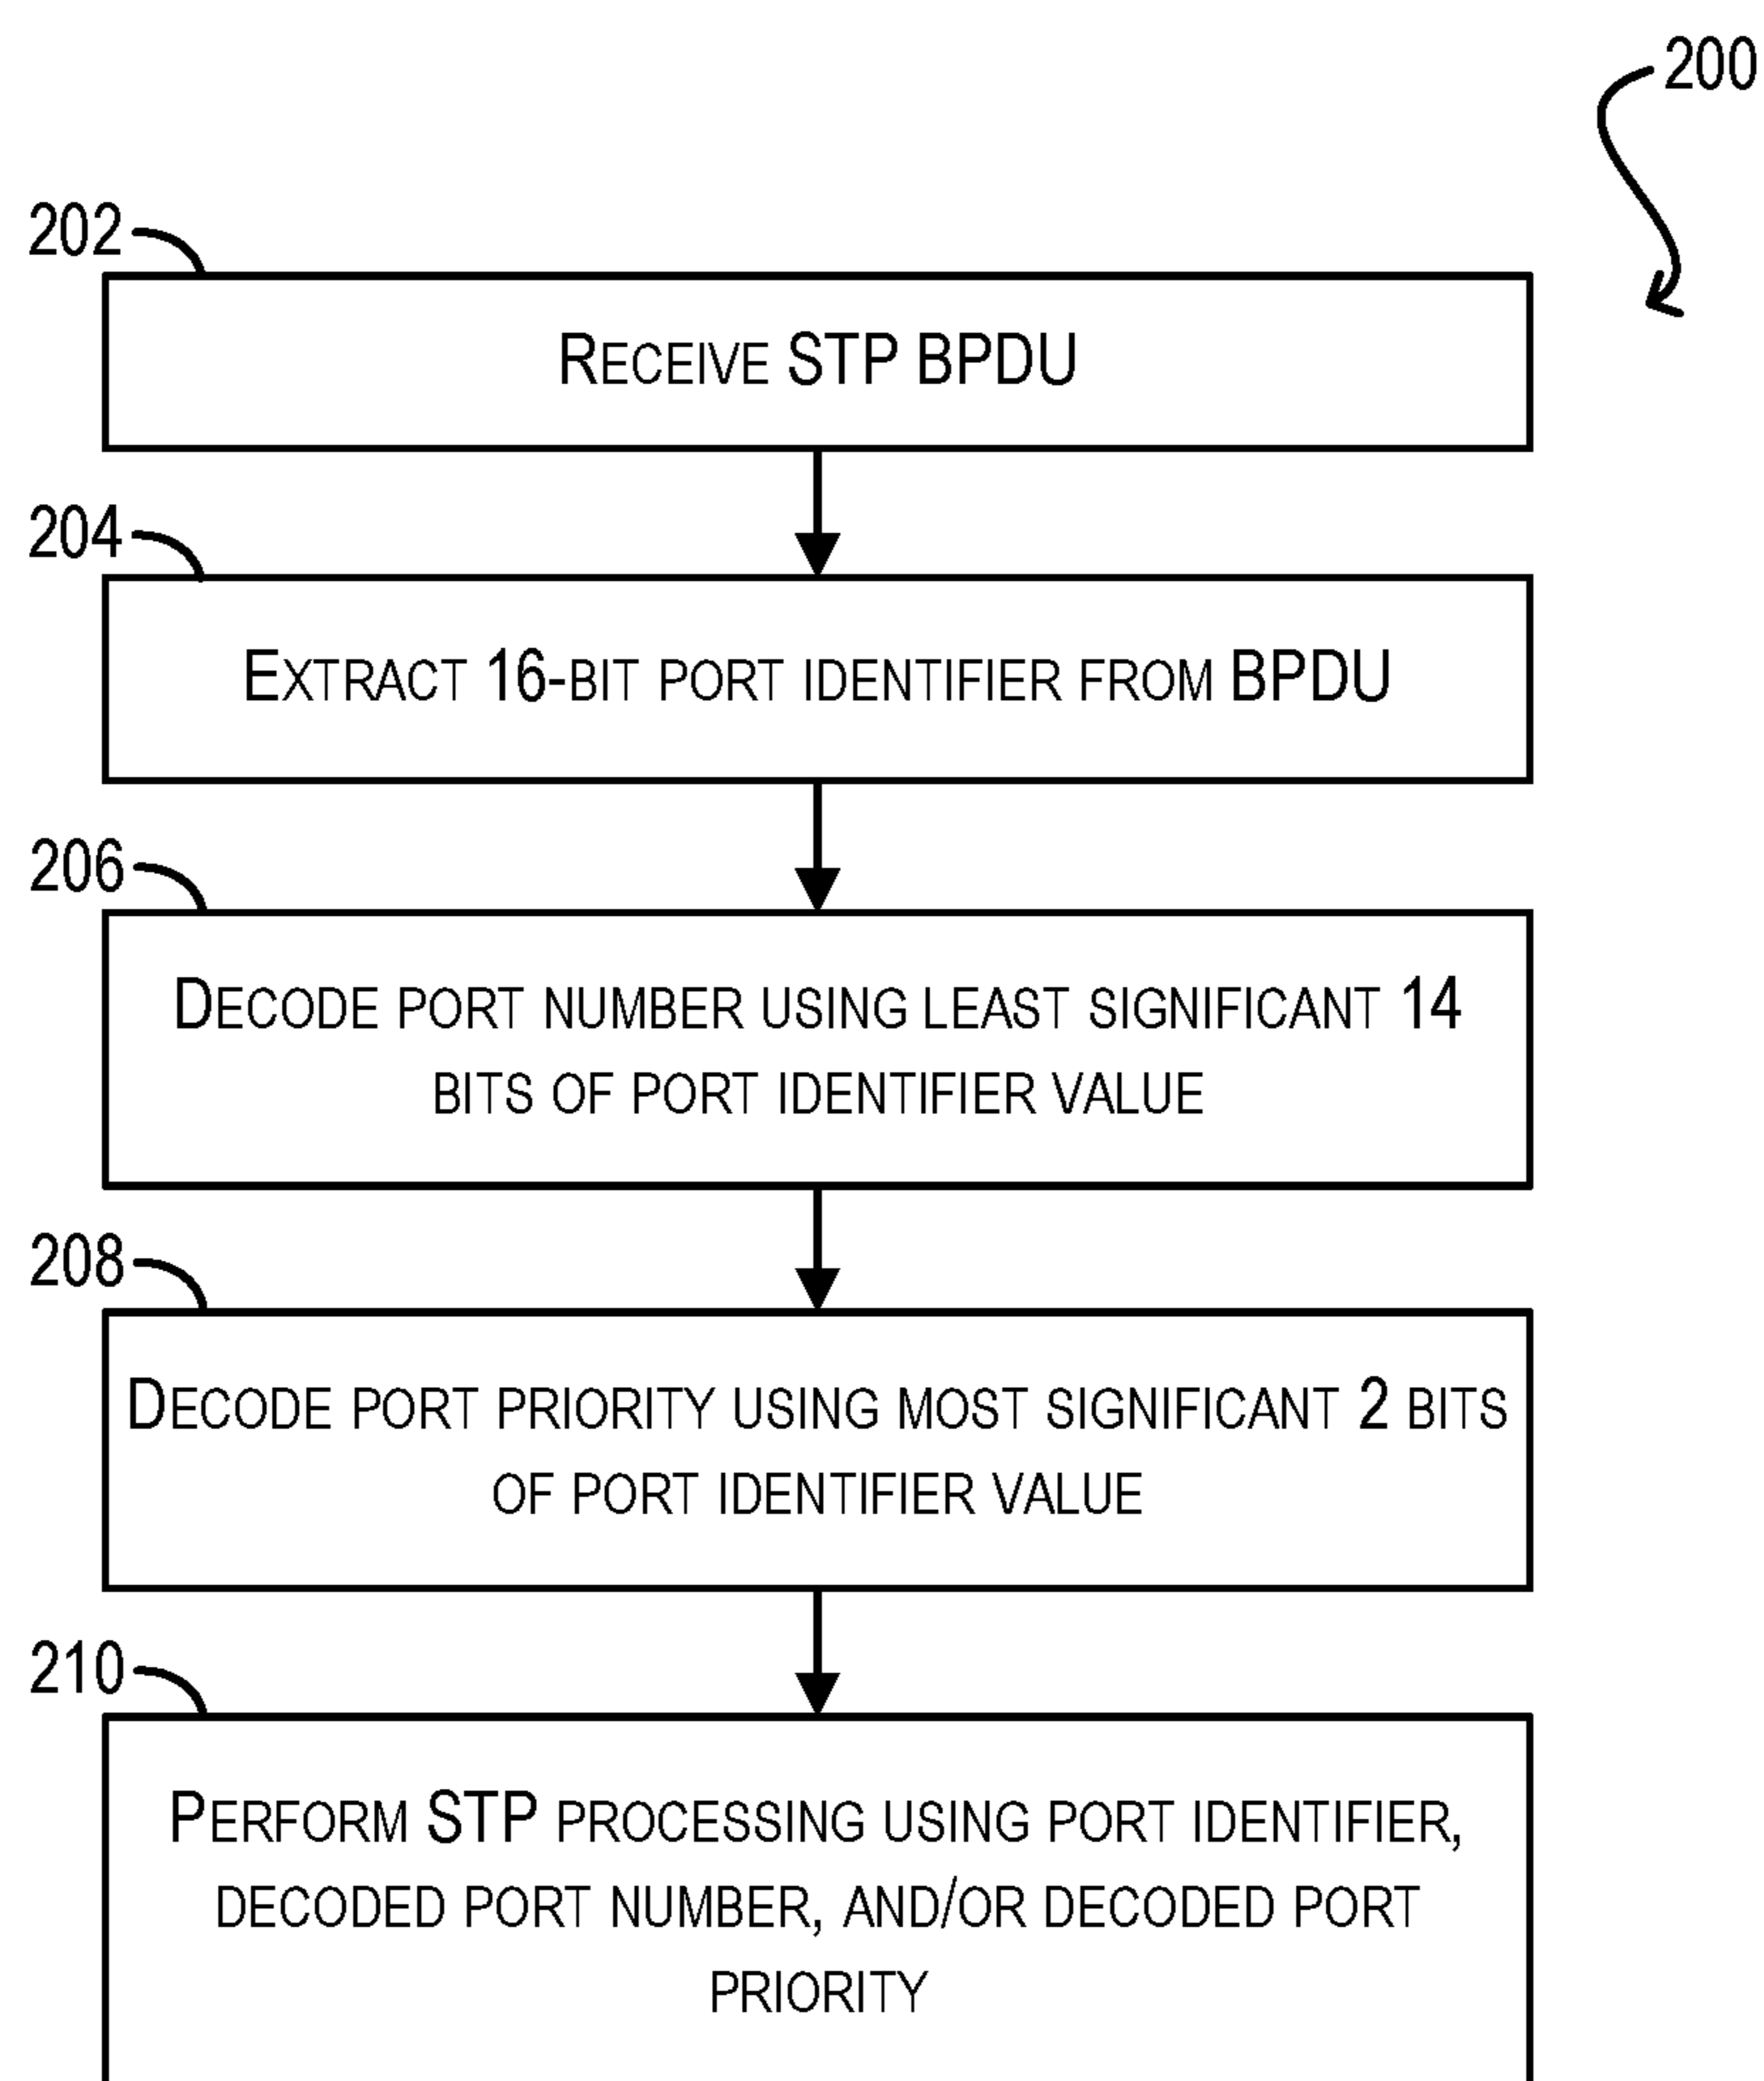 200
202
RECEIVE STP BPDU
204
EXTRACT 16-BIT PORT IDENTIFIER FROM BPDU
206
DECODE PORT NUMBER USING LEAST SIGNIFICANT 14
BITS OF PORT IDENTIFIER VALUE
208
DECODE PORT PRIORITY USING MOST SIGNIFICANT 2 BITS
OF PORT IDENTIFIER VALUE
210
PERFORM STP PROCESSING USING PORT IDENTIFIER,
DECODED PORT NUMBER, AND/OR DECODED PORT
PRIORITY